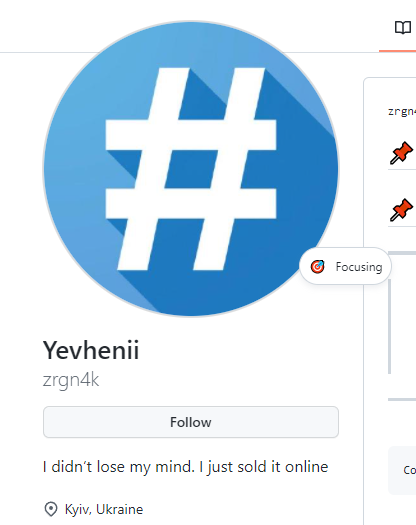 zrgn4
Focusing
Yevhenii
zrgn4k
Follow
I didn’t lose my mind. I just sold it online
Co
Kyiv, Ukraine